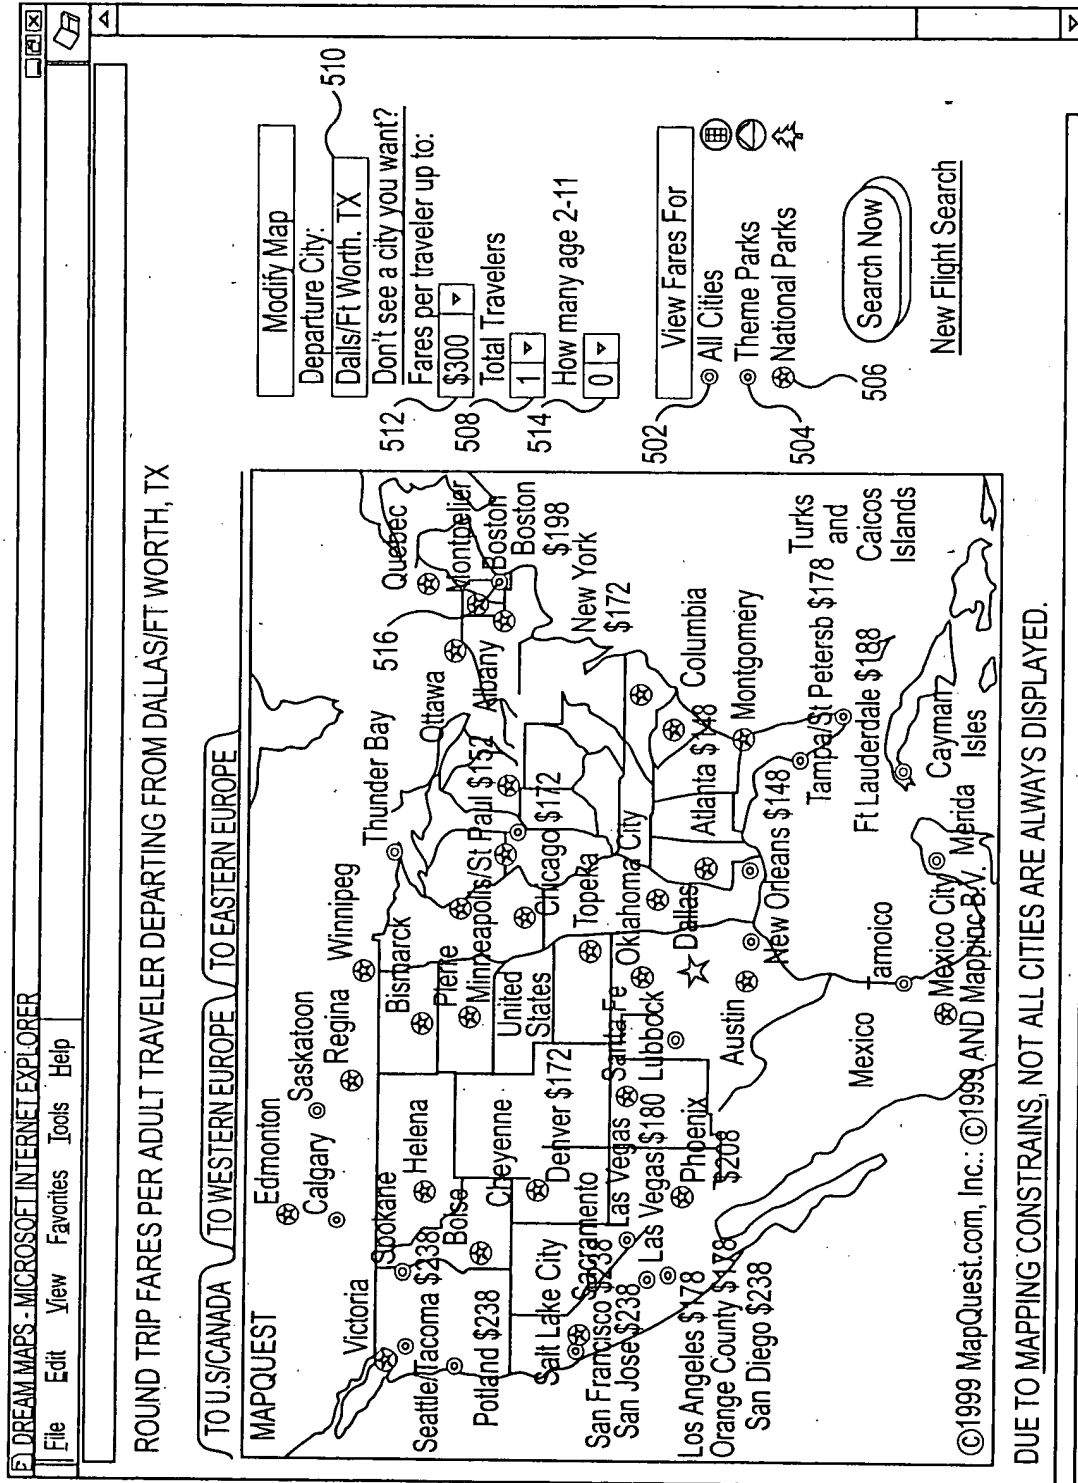 DREAM MAPS - MICROSOFT INTERNET EXPLORER
File Edit View Favorites Tools Help
ROUND TRIP FARES PER ADULT TRAVELER DEPARTING FROM DALLAS/FT WORTH, TX
TO U.S/CANADA
TO WESTERN EUROPE
TO EASTERN EUROPE
MAPQUEST
Edmonton
Calgary
Saskatoon
Regina
Winnipeg
Thunder Bay
Ottawa
516
Quebec
Montpelier
Victoria
Spokane
Seattle/Tacoma $238
Helena
Bismarck
Pierre
Minneapolis/St Paul $152
Albany
Boston
Boston
$198
Potland $238
Boise
Cheyenne
United
States
Chicago $172
New York
$172
Salt Lake City
Denver $172
Topeka
San Francisco $238
Sacramento
San Jose $238
Las Vegas
Las Vegas $180
Santa Fe
Lubbock
Oklahoma City
Columbia
Los Angeles $178
Orange County $178
San Diego $238
Phoenix
$208
Dallas
Atlanta $148
Montgomery
Austin
New Orleans $148
Tampa/St Petersb $178
Turks
and
Caicos
Islands
Ft Lauderdale $188
Mexico
Tamoico
Mexico City
Merida
Caymanz
Isles
©1999 MapQuest.com, Inc.: ©1999 AND Mappinc B.V.
DUE TO MAPPING CONSTRAINS, NOT ALL CITIES ARE ALWAYS DISPLAYED.
Modify Map
Departure City:
Dails/Ft Worth. TX
510
Don't see a city you want?
Fares per traveler up to:
512
$300
Total Travelers
508
1
How many age 2-11
514
0
View Fares For
502
All Cities
Theme Parks
504
National Parks
506
Search Now
New Flight Search